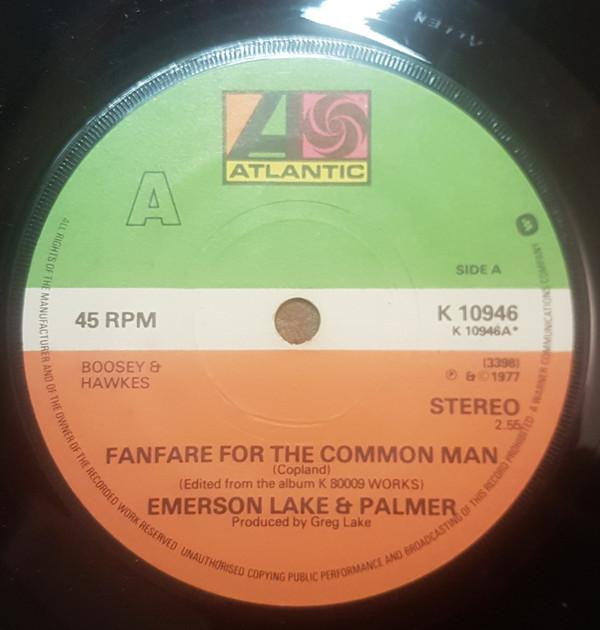 ALLEN
ATLANTIC
A
SIDE A
45 RPM
K 10946
K 10946A*
BOOSEY &
HAWKES
(3398)
℗ & © 1977
STEREO
2.55
FANFARE FOR THE COMMON MAN
(Copland)
(Edited from the album K 80009 WORKS)
EMERSON LAKE & PALMER
Produced by Greg Lake
ALL RIGHTS OF THE MANUFACTURER AND OF THE OWNER OF THE RECORDED WORK RESERVED UNAUTHORISED COPYING PUBLIC PERFORMANCE AND BROADCASTING OF THIS RECORD PROHIBITED A WARNER COMMUNICATIONS COMPANY